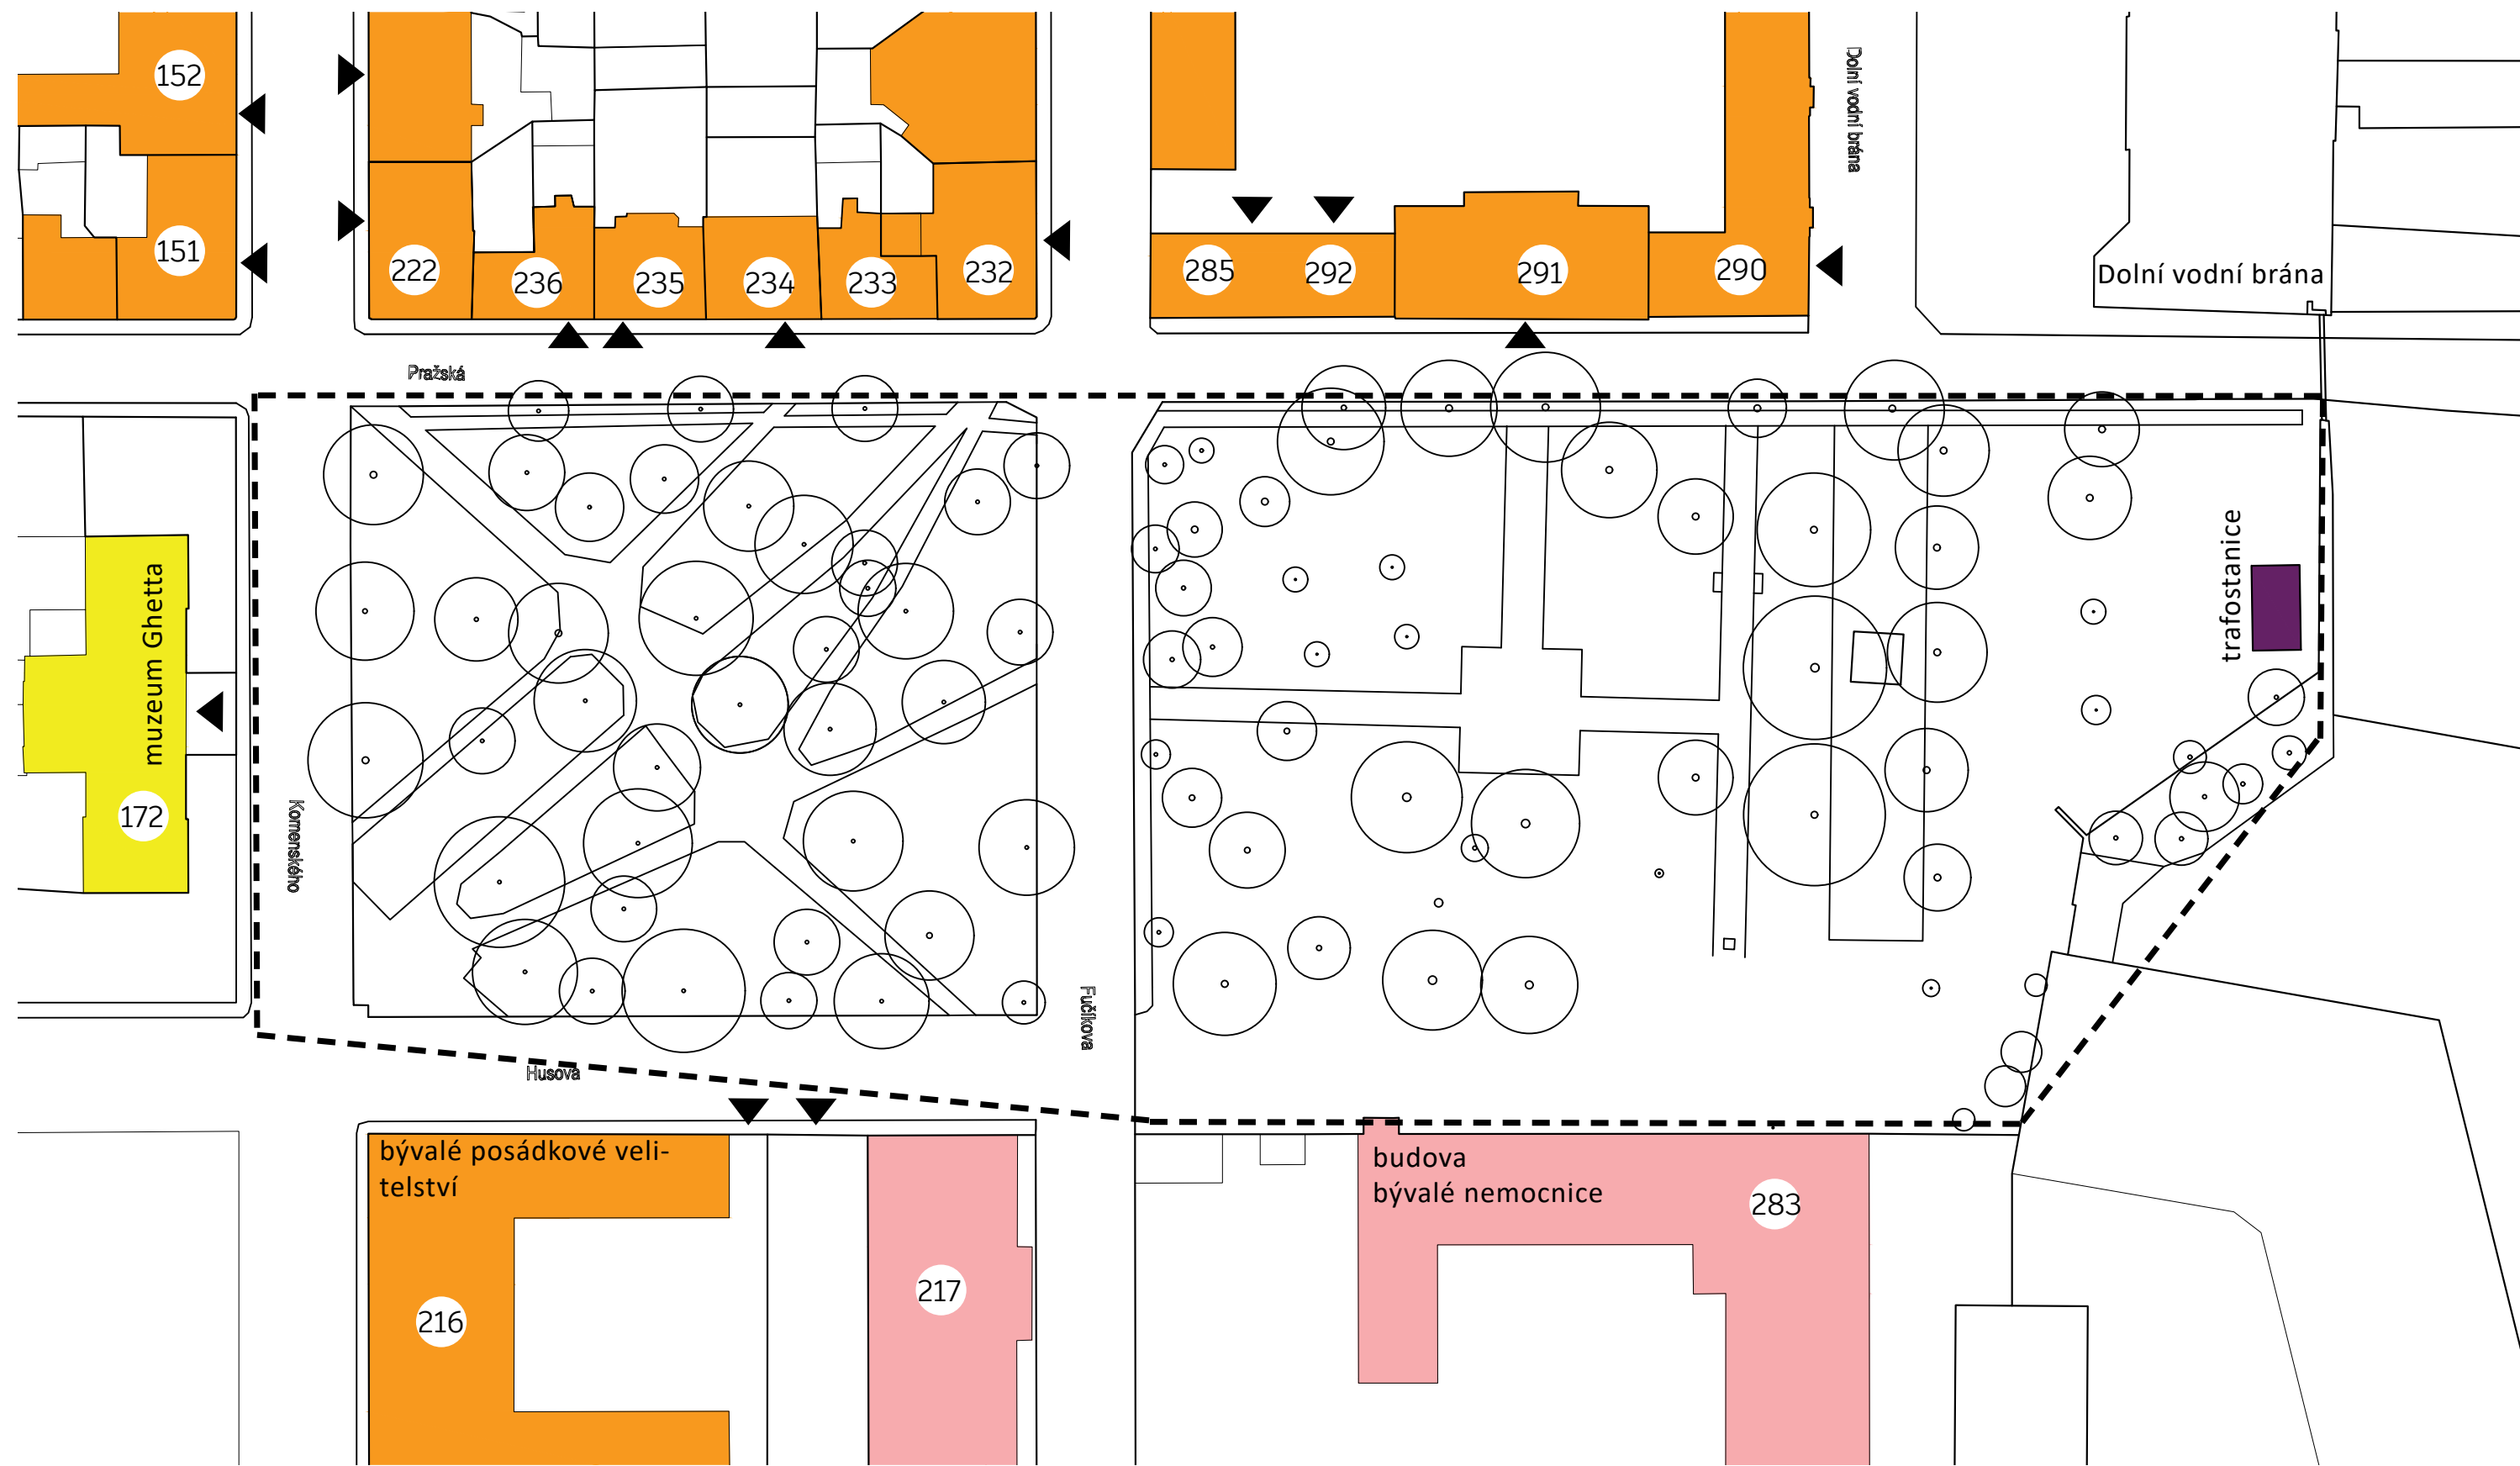 152
151
222
236
235
234
233
232
285
292
291
290
Dolní vodní brána
Dolní vodní brána
Pražská
muzeum Ghetta
172
Komenského
trafostanice
Fučíkova
Husova
bývalé posádkové veli-
telství
216
217
budova
bývalé nemocnice
283